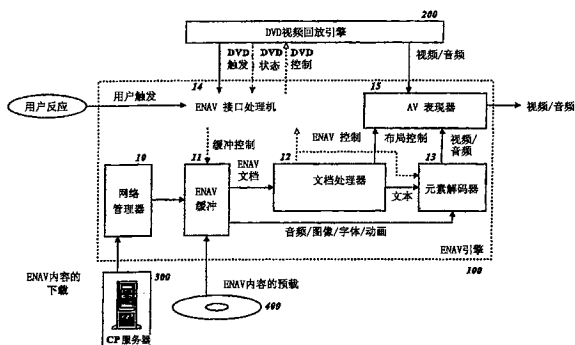 200
DVD视频回放引擎
DVD 触发
DVD 状态
DVD 控制
视频/音频
14
15
用户反应
用户触发
ENAV 接口处理机
AV 表现器
视频/音频
缓冲控制
ENAV 控制
布局控制
视频/音频
10
11
ENAV 文档
12
13
网络管理器
ENAV 缓冲
文档处理器
文本
元素解码器
音频/图像/字体/动画
ENAV引擎
100
ENAV内容的下载
300
ENAV内容的预载
400
CP 服务器